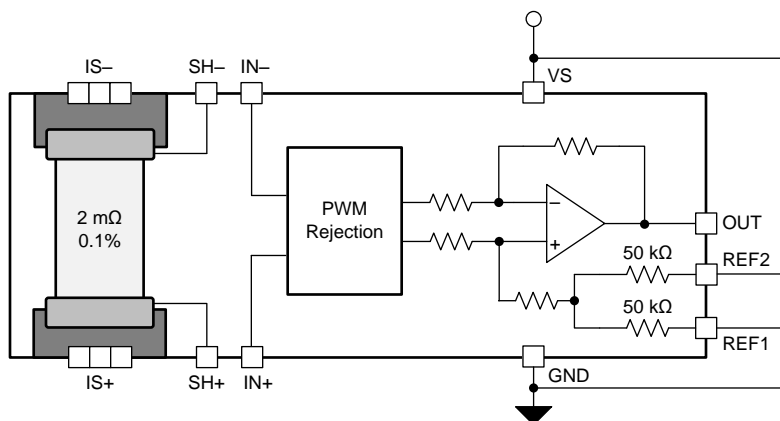 IS–
SH–
IN–
VS
2 mΩ
0.1%
PWM
Rejection
–
+
OUT
50 kΩ
REF2
50 kΩ
REF1
IS+
SH+
IN+
GND